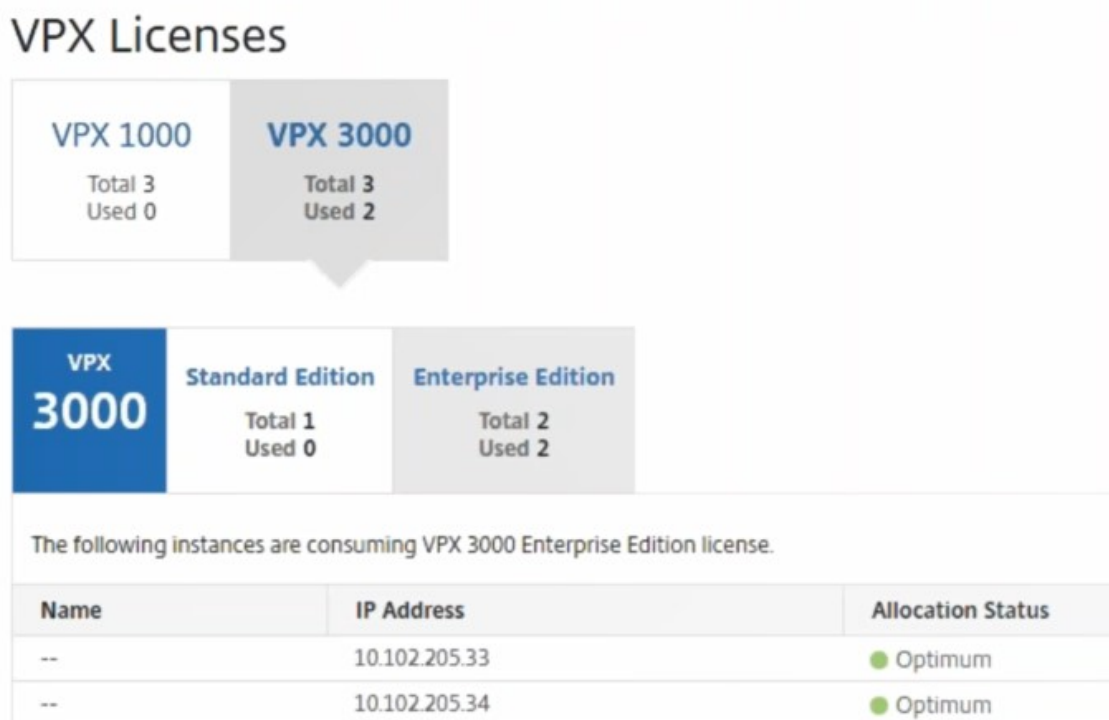 VPX Licenses
VPX 1000
Total 3
Used 0
VPX 3000
Total 3
Used 2
VPX
3000
Standard Edition
Total 1
Used 0
Enterprise Edition
Total 2
Used 2
The following instances are consuming VPX 3000 Enterprise Edition license.
Name IP Address Allocation Status
-- 10.102.205.33 Optimum
-- 10.102.205.34 Optimum